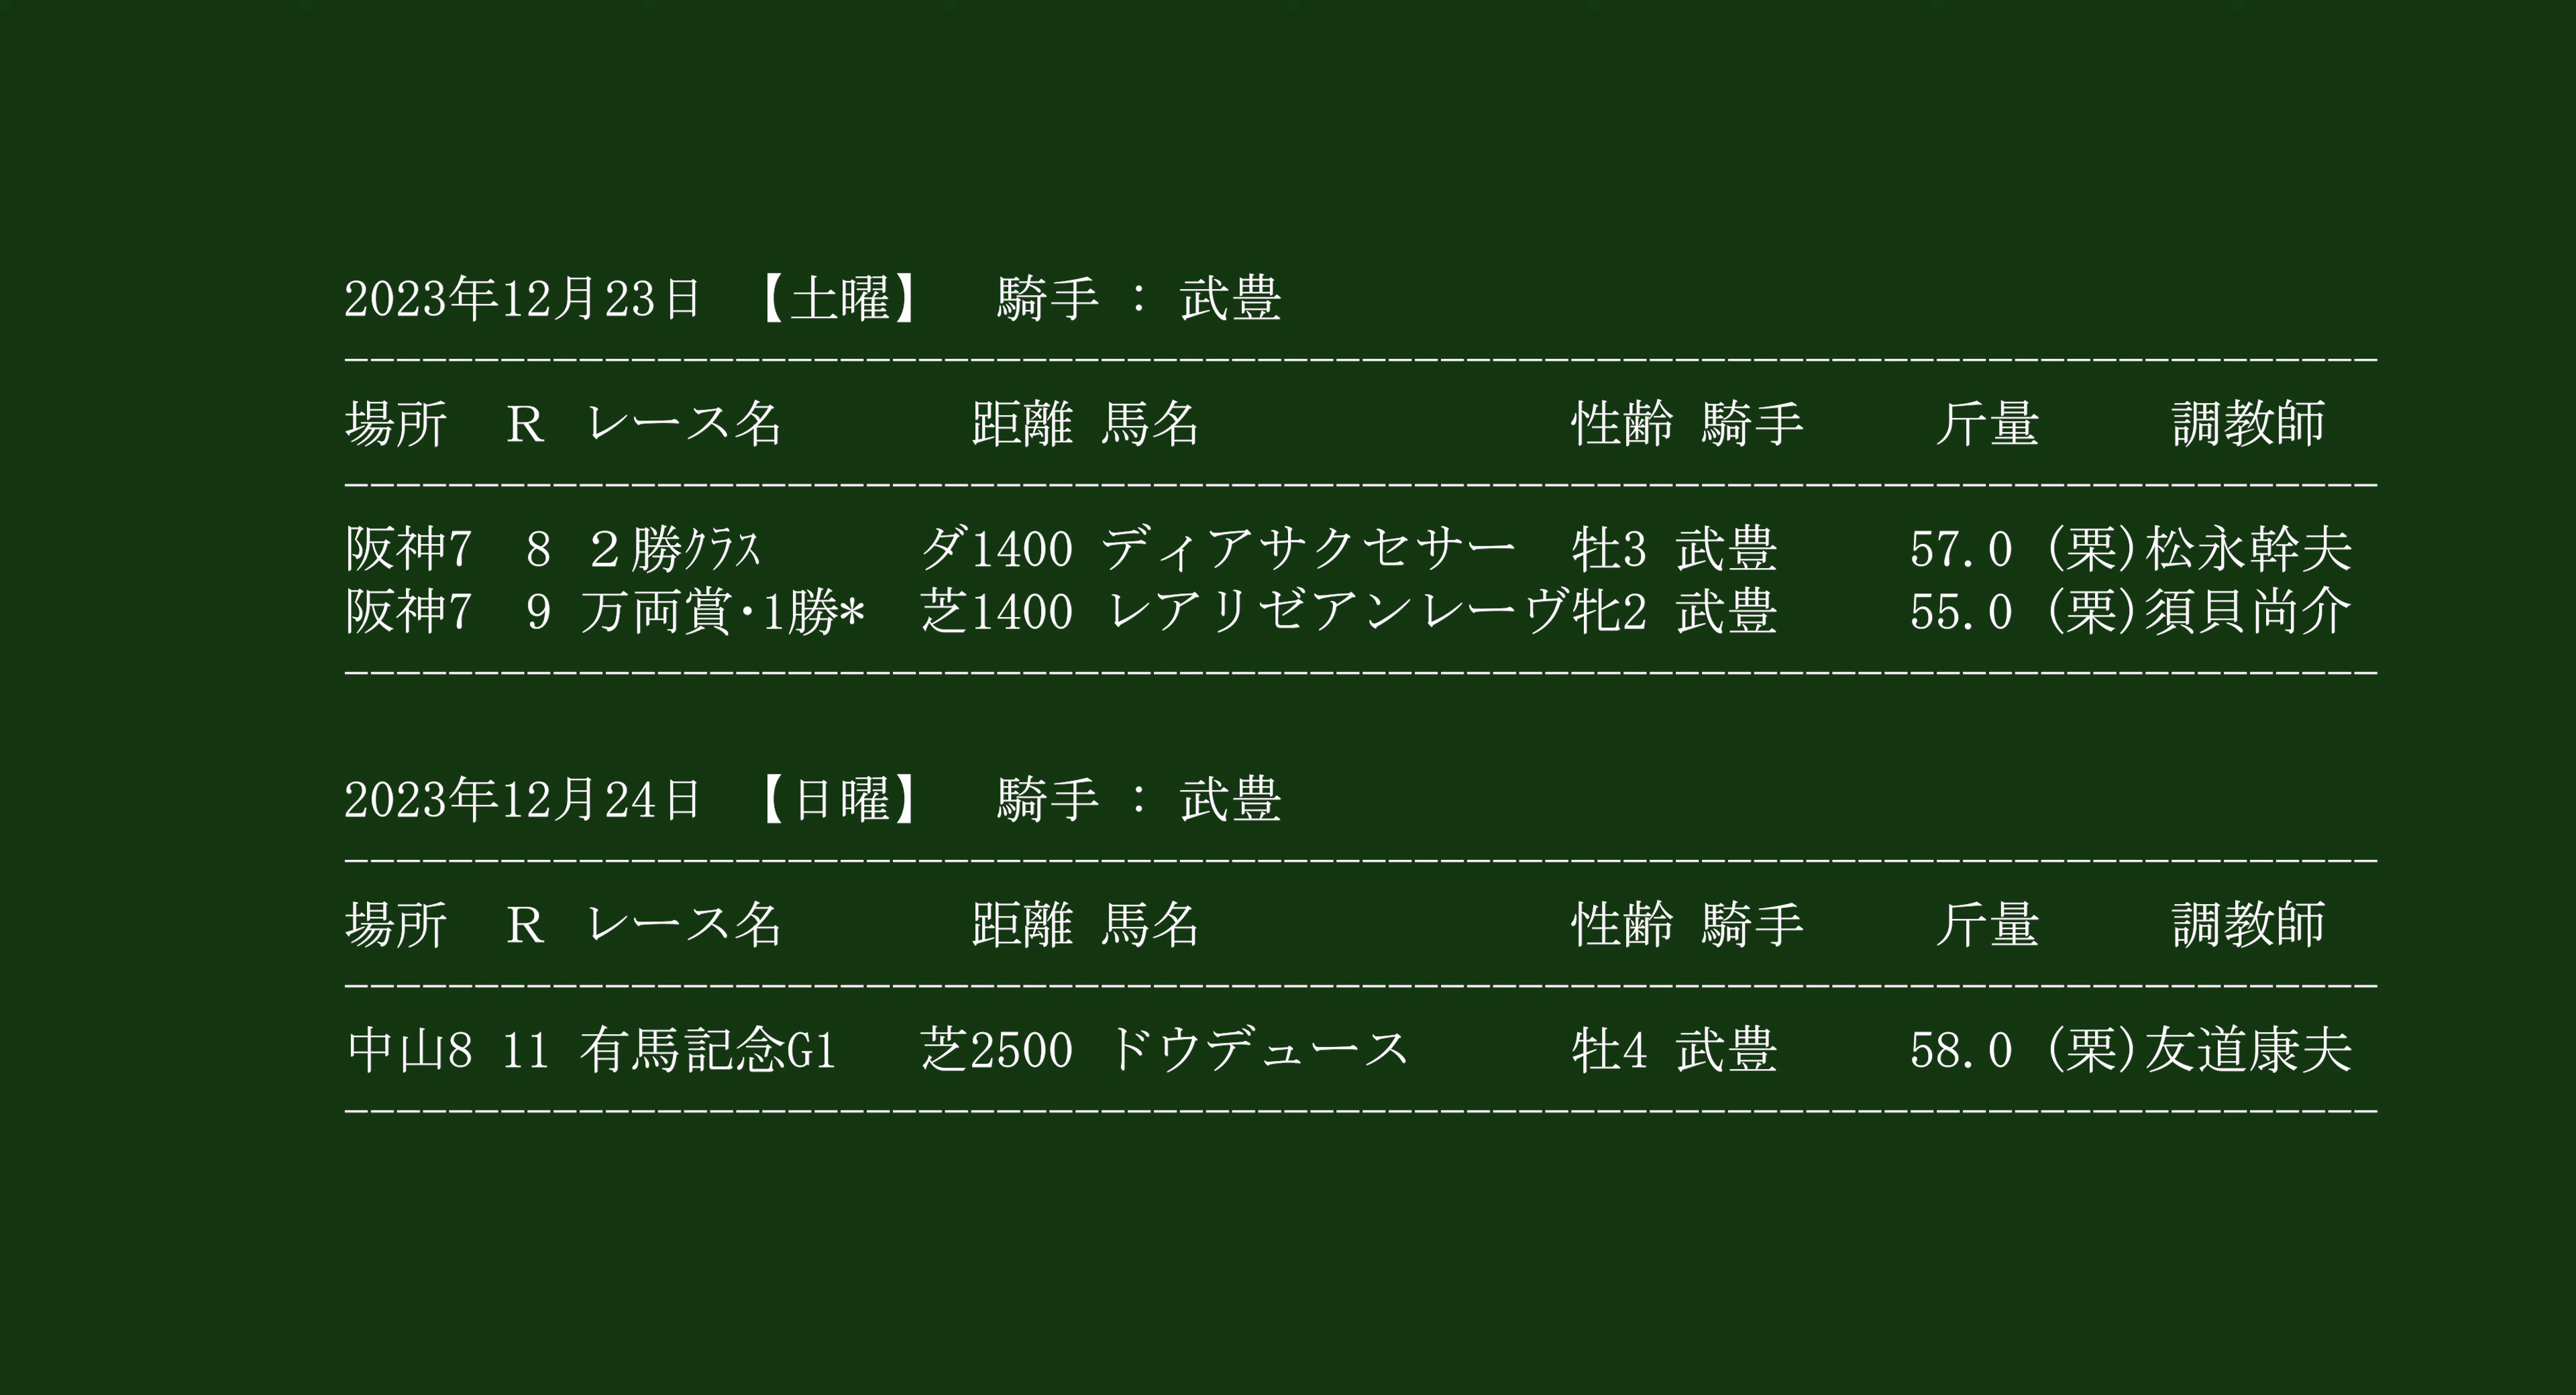 2023年12月23日 【土曜】 騎手 : 武豊
--------------------------------------------------------------------------------
場所 R レース名 距離 馬名 性齢 騎手 斤量 調教師
--------------------------------------------------------------------------------
阪神7 8 ２勝ｸﾗｽ ダ1400 ディアサクセサー 牡3 武豊 57.0 (栗)松永幹夫
阪神7 9 万両賞･1勝* 芝1400 レアリゼアンレーヴ牝2 武豊 55.0 (栗)須貝尚介
--------------------------------------------------------------------------------
2023年12月24日 【日曜】 騎手 : 武豊
--------------------------------------------------------------------------------
場所 R レース名 距離 馬名 性齢 騎手 斤量 調教師
--------------------------------------------------------------------------------
中山8 11 有馬記念G1 芝2500 ドウデュース 牡4 武豊 58.0 (栗)友道康夫
--------------------------------------------------------------------------------